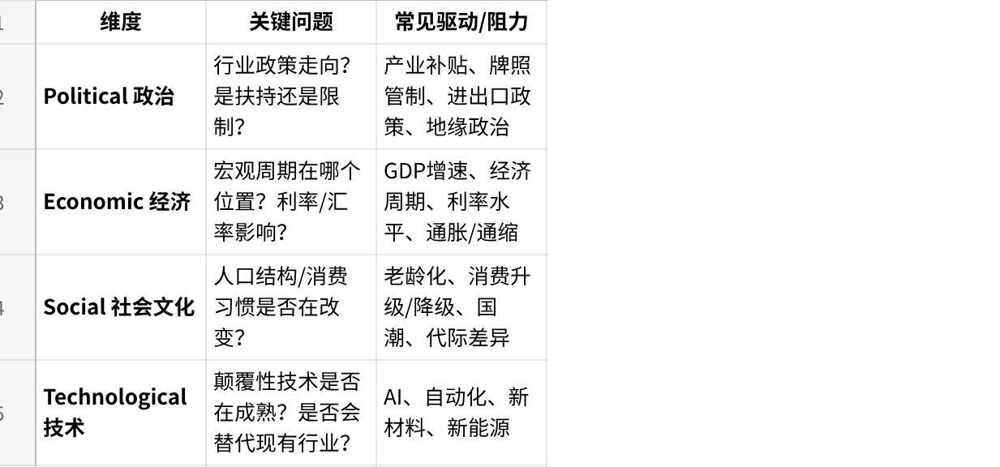 维度
关键问题
常见驱动/阻力
2
Political 政治
行业政策走向?
是扶持还是限
制?
产业补贴、牌照
管制、进出口政
策、地缘政治
3
Economic 经济
宏观周期在哪个
位置? 利率/汇
率影响?
GDP增速、经济
周期、利率水
平、通胀/通缩
4
Social 社会文化
人口结构/消费
习惯是否在改
变?
老龄化、消费升
级/降级、国
潮、代际差异
5
Technological
技术
颠覆性技术是否
在成熟? 是否会
替代现有行业?
AI、自动化、新
材料、新能源